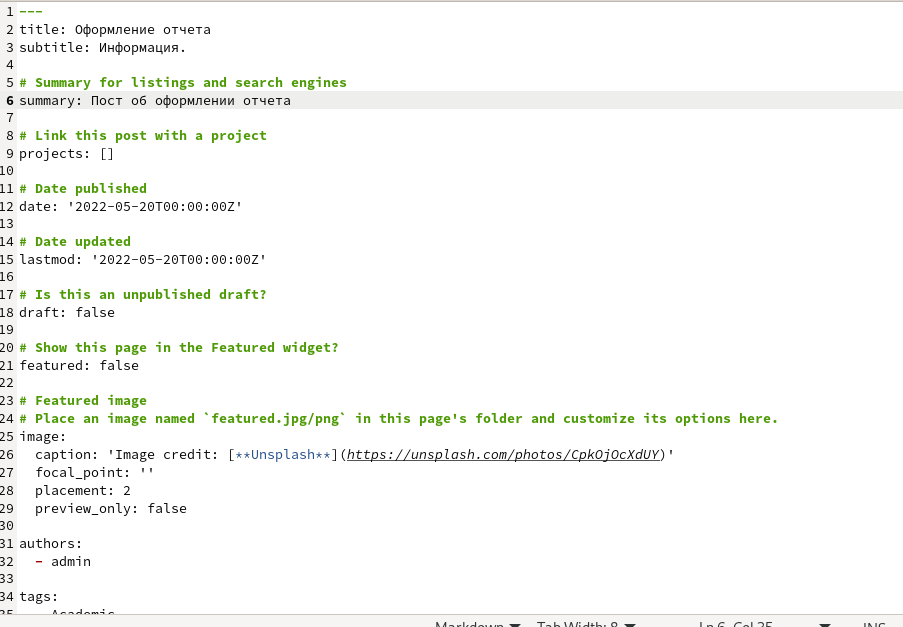 1 ---
2 title: Оформление отчета
3 subtitle: Информация.
4
5 # Summary for listings and search engines
6 summary: Пост об оформлении отчета
7
8 # Link this post with a project
9 projects: []
10
11 # Date published
12 date: '2022-05-20T00:00:00Z'
13
14 # Date updated
15 lastmod: '2022-05-20T00:00:00Z'
16
17 # Is this an unpublished draft?
18 draft: false
19
20 # Show this page in the Featured widget?
21 featured: false
22
23 # Featured image
24 # Place an image named `featured.jpg/png` in this page's folder and customize its options here.
25 image:
26   caption: 'Image credit: [**Unsplash**](https://unsplash.com/photos/CpkOjOcXdUY)'
27   focal_point: ''
28   placement: 2
29   preview_only: false
30
31 authors:
32   - admin
33
34 tags:
35   - Academic
Markdown Tab Width: 8 Ln 6, Col 35 INS